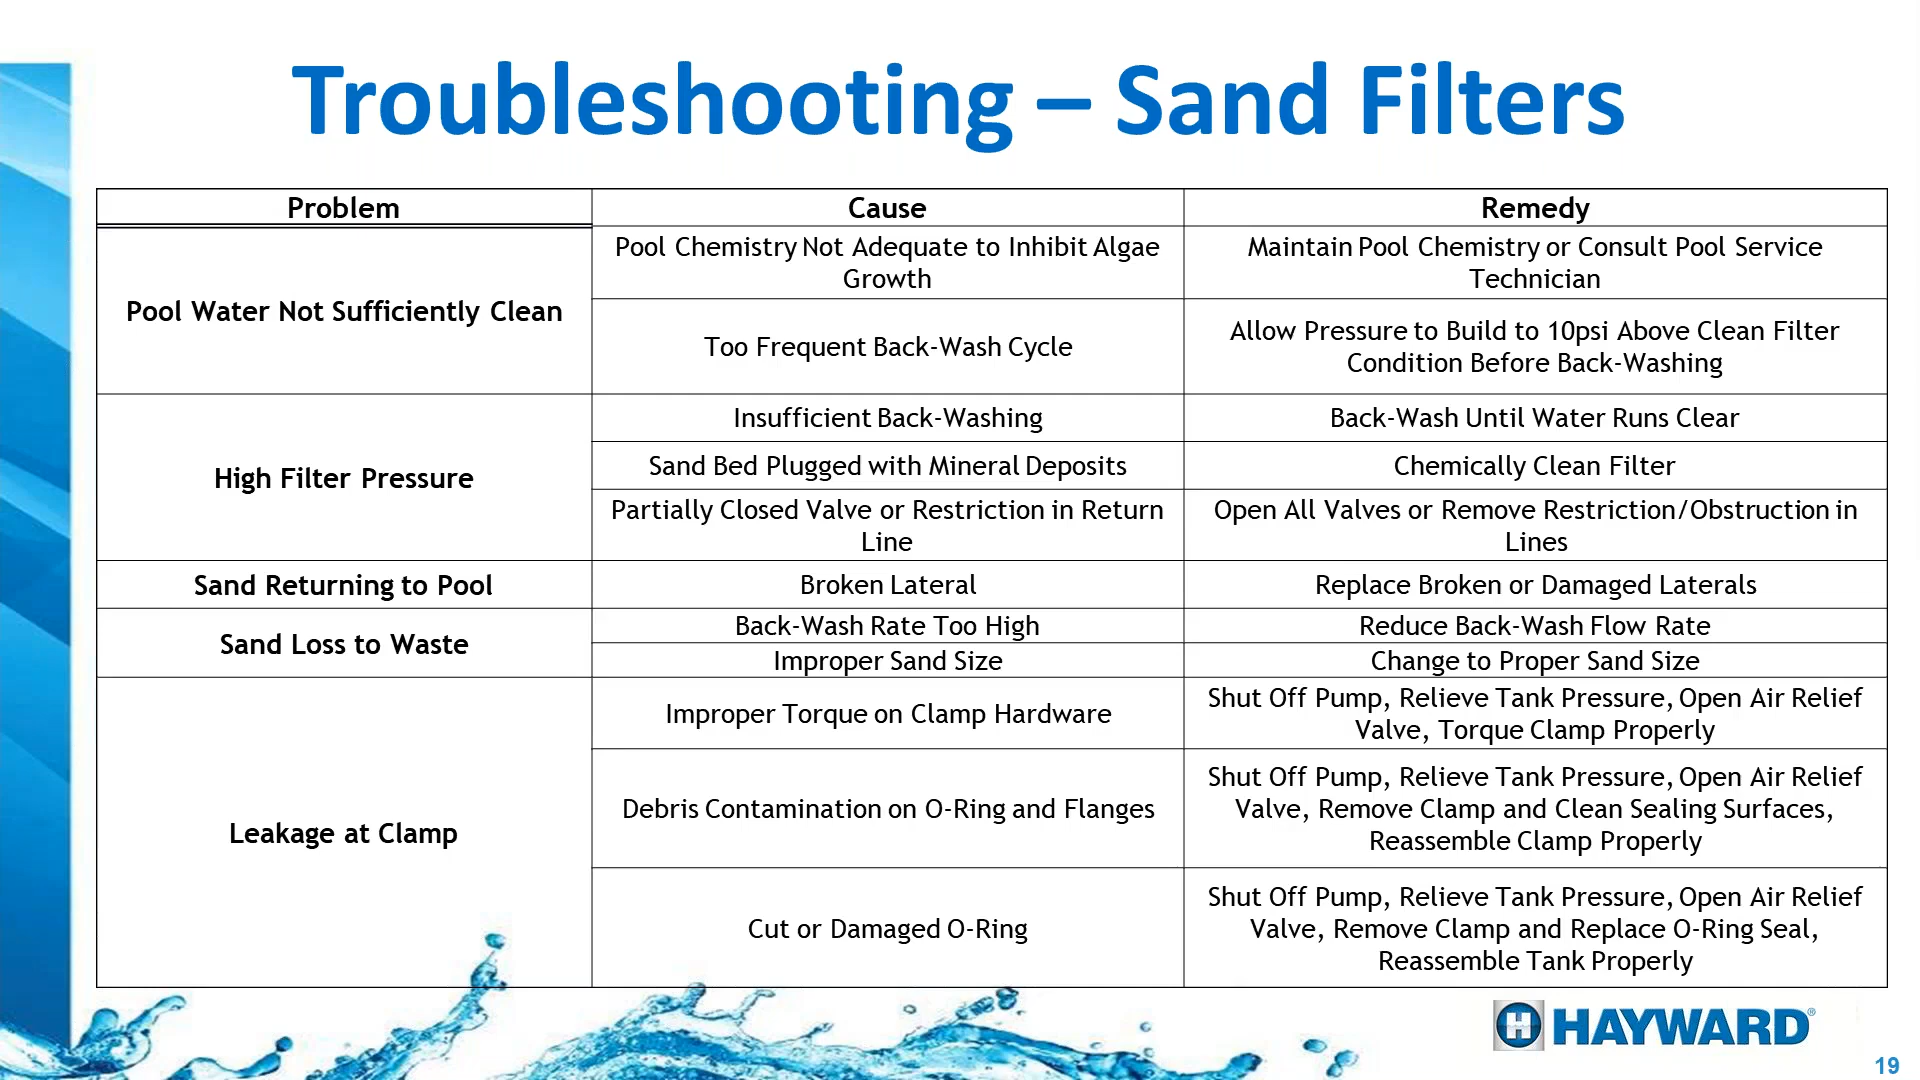 Troubleshooting – Sand Filters
Problem
Cause
Remedy
Pool Water Not Sufficiently Clean
Pool Chemistry Not Adequate to Inhibit Algae
Growth
Maintain Pool Chemistry or Consult Pool Service
Technician
Too Frequent Back-Wash Cycle
Allow Pressure to Build to 10psi Above Clean Filter
Condition Before Back-Washing
High Filter Pressure
Insufficient Back-Washing
Back-Wash Until Water Runs Clear
Sand Bed Plugged with Mineral Deposits
Chemically Clean Filter
Partially Closed Valve or Restriction in Return
Line
Open All Valves or Remove Restriction/Obstruction in
Lines
Sand Returning to Pool
Broken Lateral
Replace Broken or Damaged Laterals
Sand Loss to Waste
Back-Wash Rate Too High
Reduce Back-Wash Flow Rate
Improper Sand Size
Change to Proper Sand Size
Leakage at Clamp
Improper Torque on Clamp Hardware
Shut Off Pump, Relieve Tank Pressure, Open Air Relief
Valve, Torque Clamp Properly
Debris Contamination on O-Ring and Flanges
Shut Off Pump, Relieve Tank Pressure, Open Air Relief
Valve, Remove Clamp and Clean Sealing Surfaces,
Reassemble Clamp Properly
Cut or Damaged O-Ring
Shut Off Pump, Relieve Tank Pressure, Open Air Relief
Valve, Remove Clamp and Replace O-Ring Seal,
Reassemble Tank Properly
H HAYWARD®
19